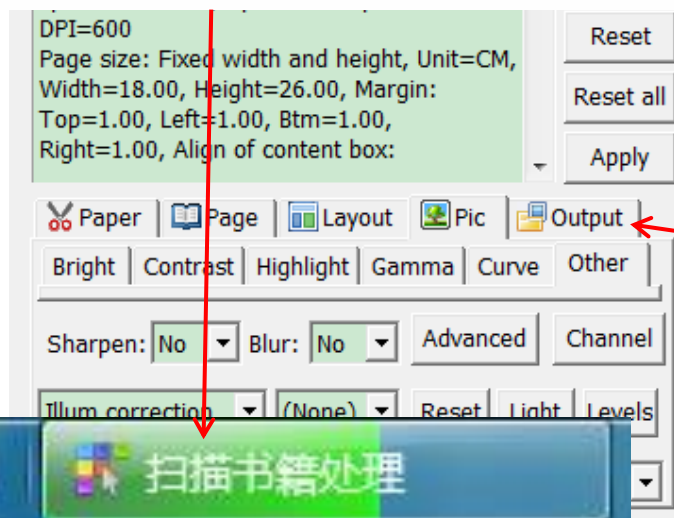 DPI=600
Page size: Fixed width and height, Unit=CM,
Width=18.00, Height=26.00, Margin:
Top=1.00, Left=1.00, Btm=1.00,
Right=1.00, Align of content box:
Reset
Reset all
Apply
Paper Page Layout Pic Output
Bright Contrast Highlight Gamma Curve Other
Sharpen: No Blur: No Advanced Channel
Illum correction (None) Reset Light Levels
扫描书籍处理